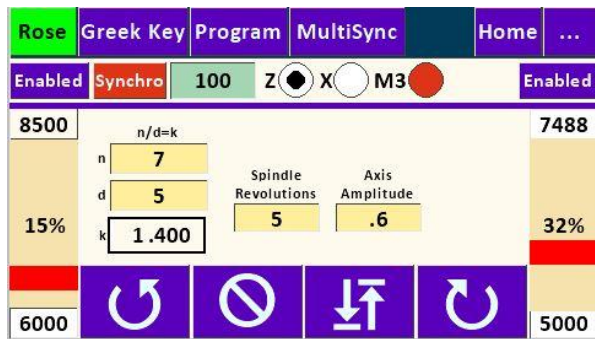 Rose Greek Key Program MultiSync Home ...
Enabled Synchro 100 Z X M3 Enabled
8500 7488
n/d=k
n 7
Spindle Revolutions
Axis Amplitude
d 5
5 .6
15% 32%
k 1.400
6000 5000